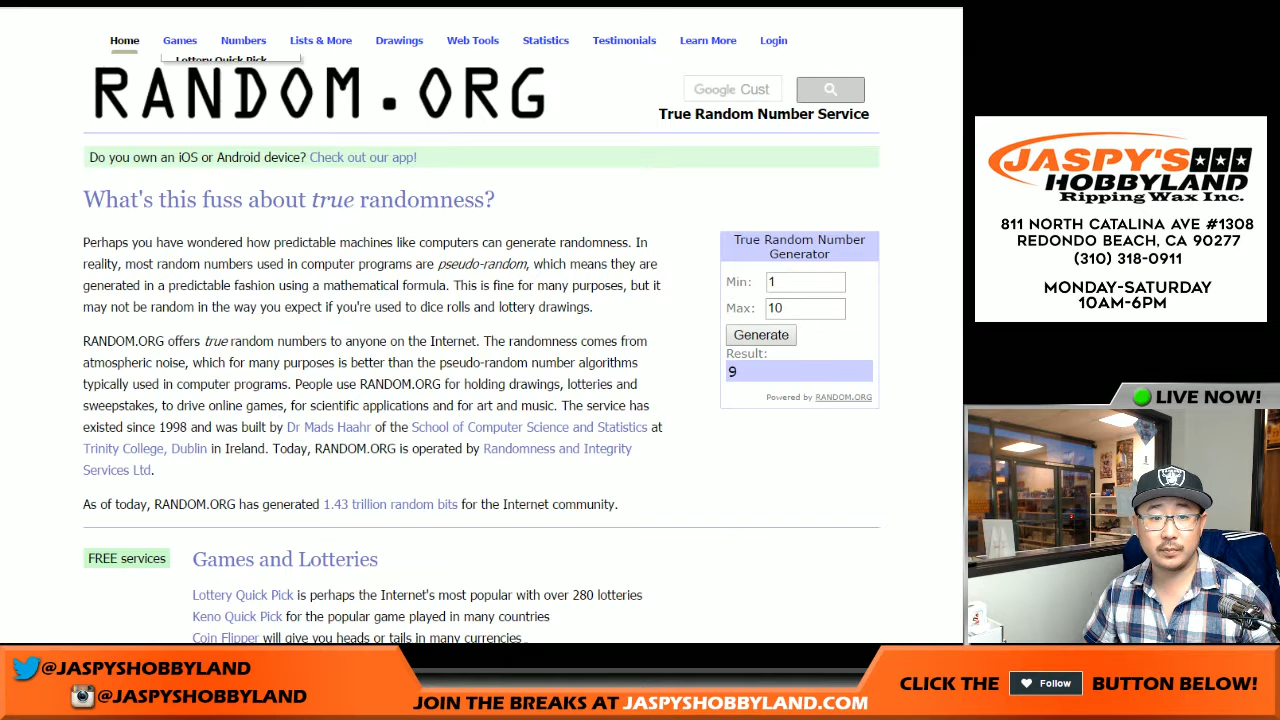 Home Games Numbers Lists & More Drawings Web Tools Statistics Testimonials Learn More Login
Lottery Quick Pick
RANDOM.ORG
Google Cust
True Random Number Service
Do you own an iOS or Android device? Check out our app!
What's this fuss about true randomness?
Perhaps you have wondered how predictable machines like computers can generate randomness. In
reality, most random numbers used in computer programs are pseudo-random, which means they are
generated in a predictable fashion using a mathematical formula. This is fine for many purposes, but it
may not be random in the way you expect if you're used to dice rolls and lottery drawings.
RANDOM.ORG offers true random numbers to anyone on the Internet. The randomness comes from
atmospheric noise, which for many purposes is better than the pseudo-random number algorithms
typically used in computer programs. People use RANDOM.ORG for holding drawings, lotteries and
sweepstakes, to drive online games, for scientific applications and for art and music. The service has
existed since 1998 and was built by Dr Mads Haahr of the School of Computer Science and Statistics at
Trinity College, Dublin in Ireland. Today, RANDOM.ORG is operated by Randomness and Integrity
Services Ltd.
As of today, RANDOM.ORG has generated 1.43 trillion random bits for the Internet community.
True Random Number
Generator
Min: 1
Max: 10
Generate
Result:
9
Powered by RANDOM.ORG
FREE services
Games and Lotteries
Lottery Quick Pick is perhaps the Internet's most popular with over 280 lotteries
Keno Quick Pick for the popular game played in many countries
Coin Flipper will give you heads or tails in many currencies
JASPY'S
HOBBYLAND
Ripping Wax Inc.
811 NORTH CATALINA AVE #1308
REDONDO BEACH, CA 90277
(310) 318-0911
MONDAY-SATURDAY
10AM-6PM
LIVE NOW!
@JASPYSHOBBYLAND
@JASPYSHOBBYLAND
JOIN THE BREAKS AT JASPYSHOBBYLAND.COM
CLICK THE Follow BUTTON BELOW!